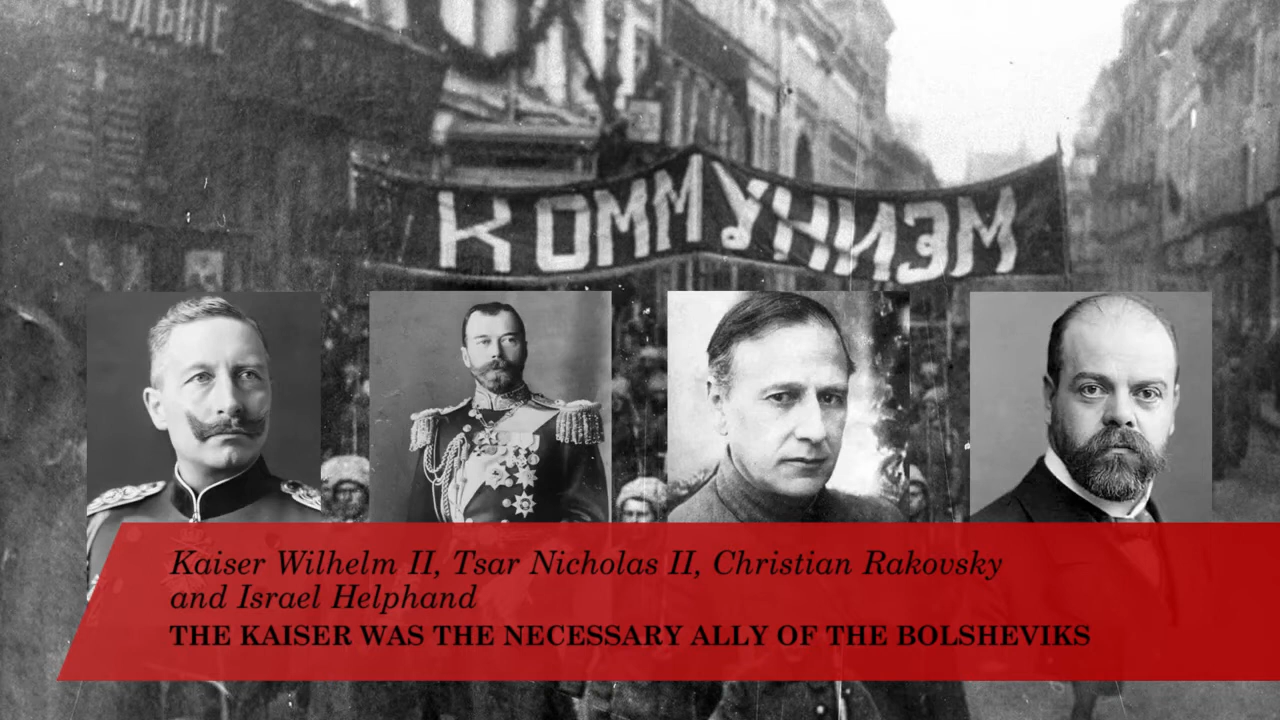 КОММУНИЗМ
Kaiser Wilhelm II, Tsar Nicholas II, Christian Rakovsky
and Israel Helphand
THE KAISER WAS THE NECESSARY ALLY OF THE BOLSHEVIKS